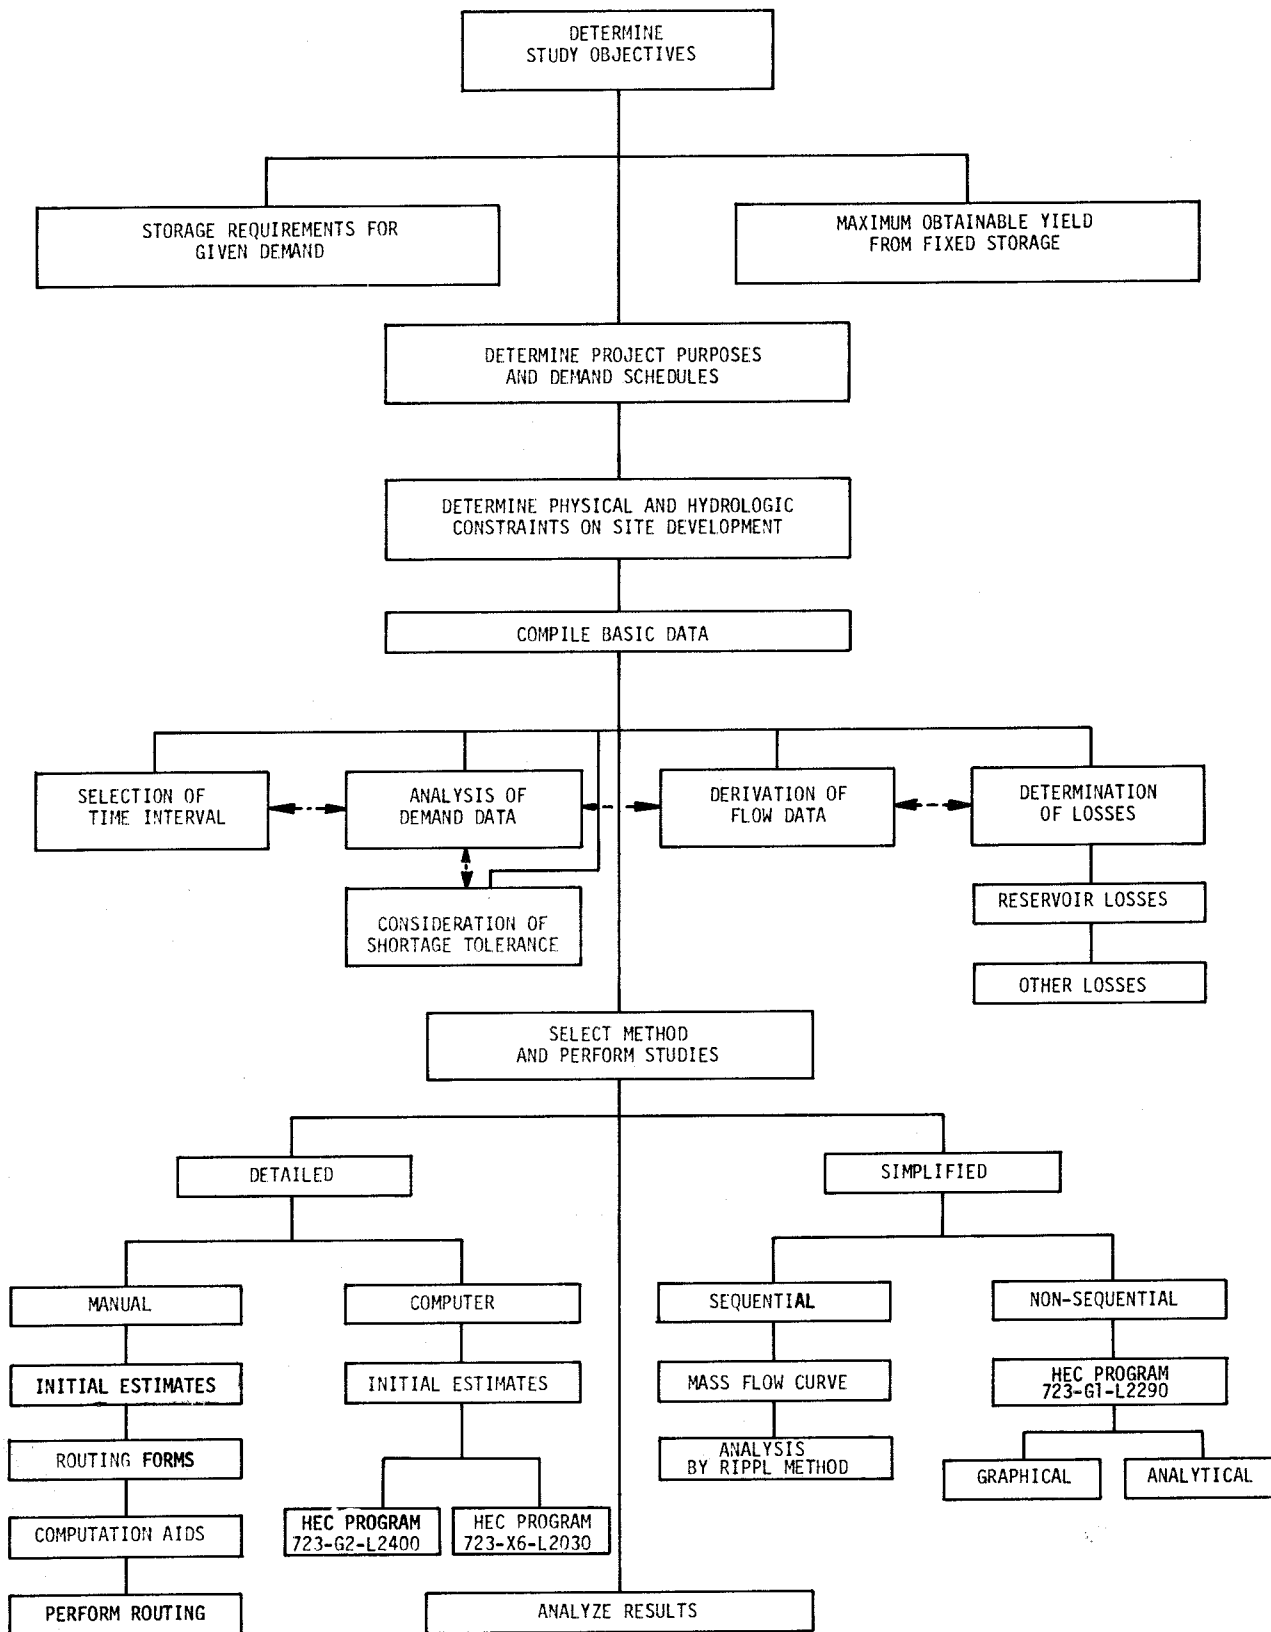 DETERMINE
STUDY OBJECTIVES
STORAGE REQUIREMENTS FOR
GIVEN DEMAND
MAXIMUM OBTAINABLE YIELD
FROM FIXED STORAGE
DETERMINE PROJECT PURPOSES
AND DEMAND SCHEDULES
DETERMINE PHYSICAL AND HYDROLOGIC
CONSTRAINTS ON SITE DEVELOPMENT
COMPILE BASIC DATA
SELECTION OF
TIME INTERVAL
ANALYSIS OF
DEMAND DATA
DERIVATION OF
FLOW DATA
DETERMINATION
OF LOSSES
CONSIDERATION OF
SHORTAGE TOLERANCE
RESERVOIR LOSSES
OTHER LOSSES
SELECT METHOD
AND PERFORM STUDIES
DETAILED
SIMPLIFIED
MANUAL
COMPUTER
SEQUENTIAL
NON-SEQUENTIAL
INITIAL ESTIMATES
INITIAL ESTIMATES
MASS FLOW CURVE
HEC PROGRAM
723-G1-L2290
ROUTING FORMS
ANALYSIS
BY RIPPL METHOD
GRAPHICAL
ANALYTICAL
COMPUTATION AIDS
HEC PROGRAM
723-G2-L2400
HEC PROGRAM
723-X6-L2030
PERFORM ROUTING
ANALYZE RESULTS